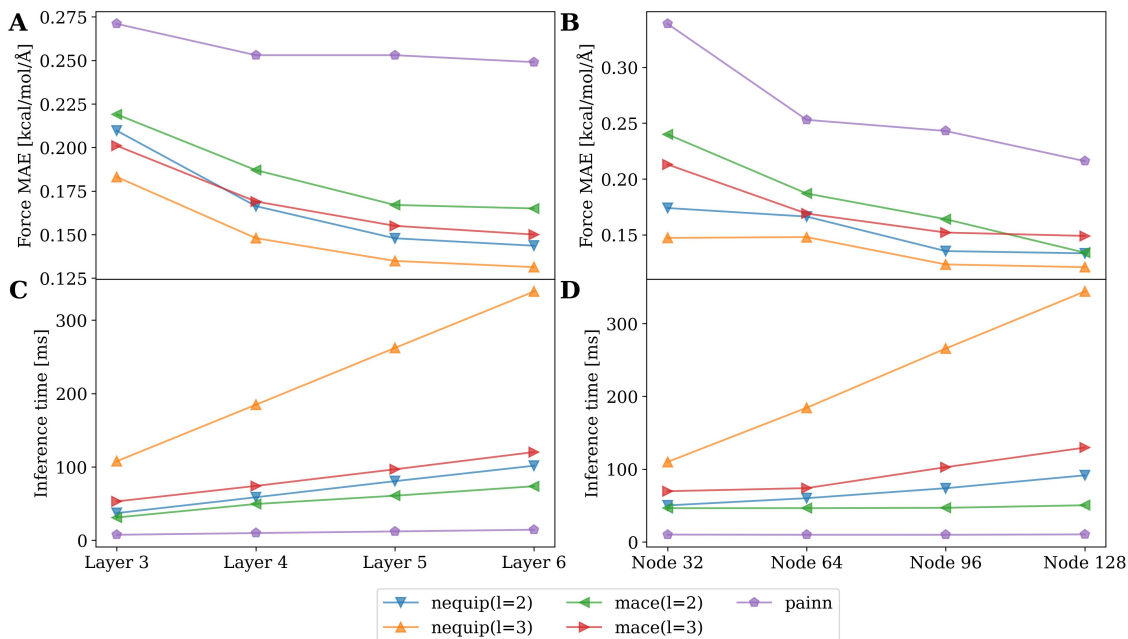 A
Force MAE [kcal/mol/Å]
0.275
0.250
0.225
0.200
0.175
0.150
0.125
B
Force MAE [kcal/mol/Å]
0.30
0.25
0.20
0.15
C
Inference time [ms]
300
200
100
0
Layer 3 Layer 4 Layer 5 Layer 6
D
Inference time [ms]
300
200
100
0
Node 32 Node 64 Node 96 Node 128
nequip(l=2) mace(l=2) painn
nequip(l=3) mace(l=3)